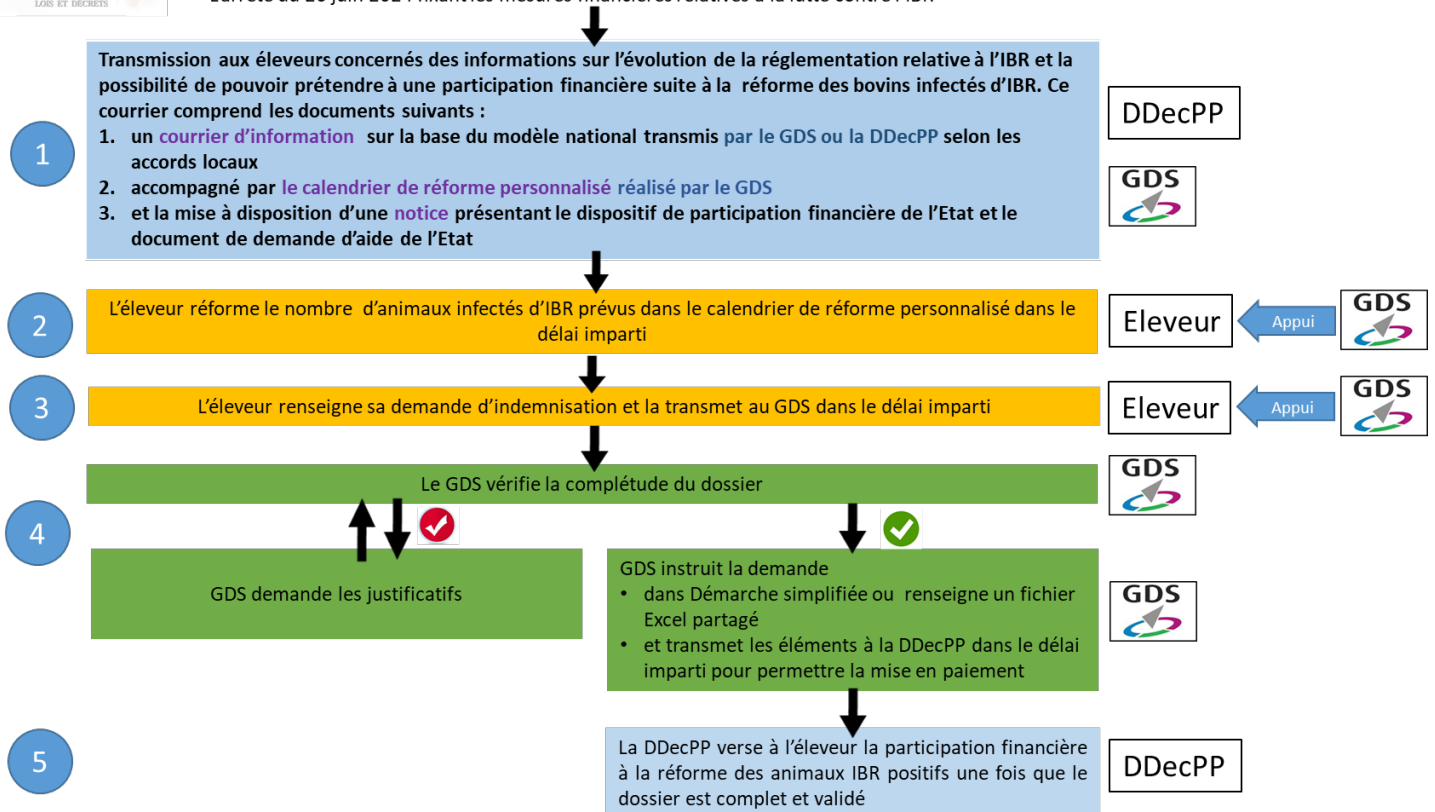 LOIS ET DÉCRETS
DDecPP
Transmission aux éleveurs concernés des informations sur l'évolution de la réglementation relative à l'IBR et la
possibilité de pouvoir prétendre à une participation financière suite à la réforme des bovins infectés d'IBR. Ce
courrier comprend les documents suivants :
1. un courrier d'information sur la base du modèle national transmis par le GDS ou la DDecPP selon les
accords locaux
2. accompagné par le calendrier de réforme personnalisé réalisé par le GDS
3. et la mise à disposition d'une notice présentant le dispositif de participation financière de l'Etat et le
document de demande d'aide de l'Etat
1
GDS
2
L'éleveur réforme le nombre d'animaux infectés d'IBR prévus dans le calendrier de réforme personnalisé dans le
délai imparti
Eleveur
Appui
GDS
3
L'éleveur renseigne sa demande d'indemnisation et la transmet au GDS dans le délai imparti
Eleveur
Appui
GDS
Le GDS vérifie la complétude du dossier
GDS
4
GDS demande les justificatifs
GDS instruit la demande
• dans Démarche simplifiée ou renseigne un fichier
Excel partagé
• et transmet les éléments à la DDecPP dans le délai
imparti pour permettre la mise en paiement
GDS
5
La DDecPP verse à l'éleveur la participation financière
à la réforme des animaux IBR positifs une fois que le
dossier est complet et validé
DDecPP